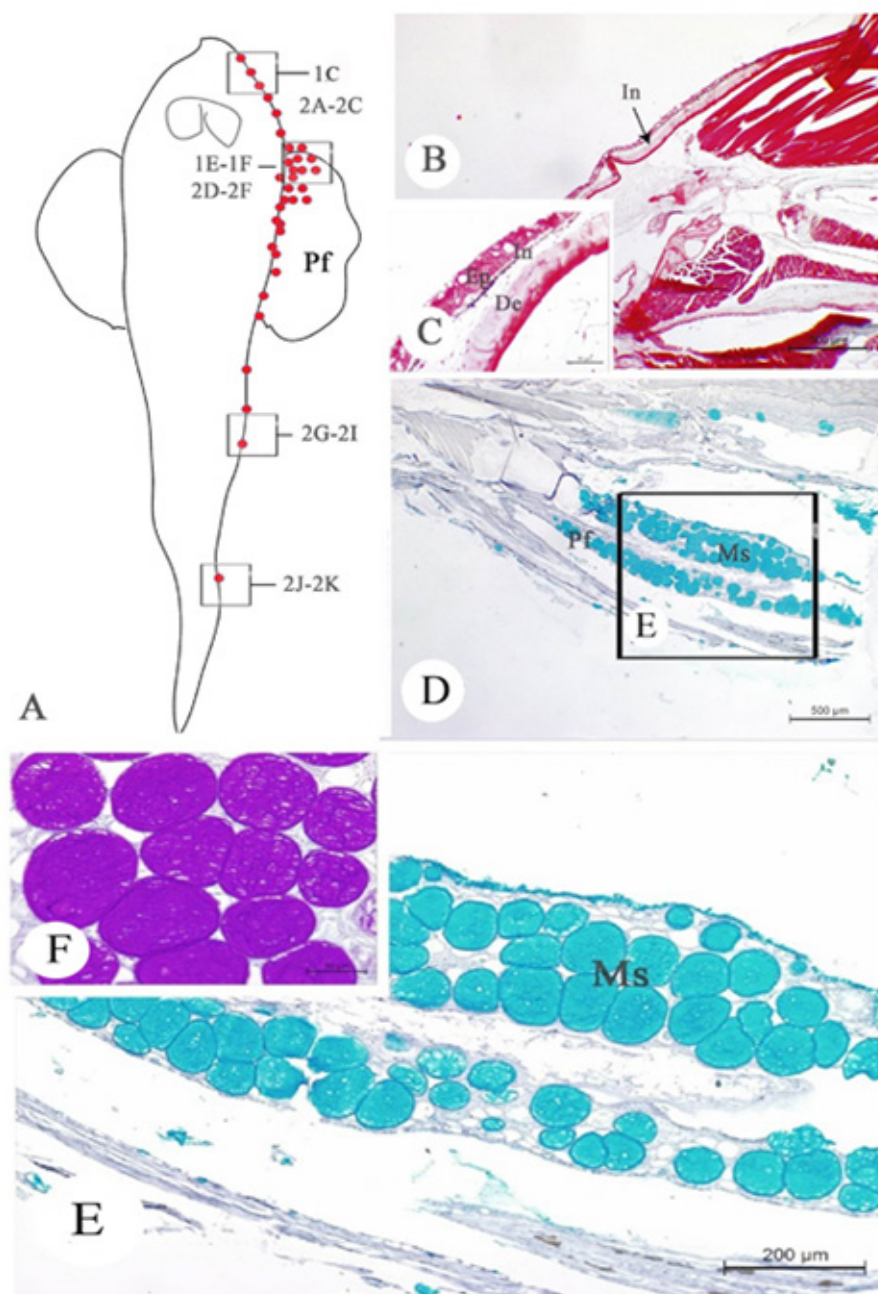 1C
2A-2C
1E-1F
2D-2F
Pf
2G-2I
2J-2K
A
In
B
In
Ep
De
C
Pf
Ms
E
D
500 µm
F
Ms
E
200 µm